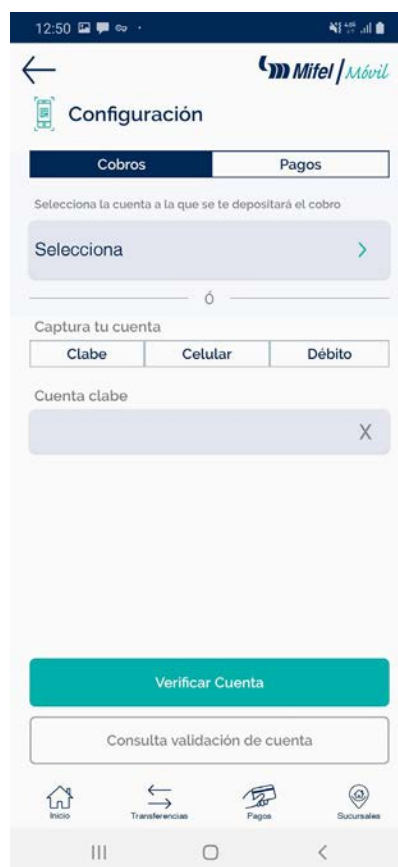 12:50
Mifel | Móvil
Configuración
Cobros Pagos
Selecciona la cuenta a la que se te depositará el cobro
Selecciona
Ó
Captura tu cuenta
Clabe Celular Débito
Cuenta clabe
X
Verificar Cuenta
Consulta validación de cuenta
Inicio Transferencias Pagos Sucursales